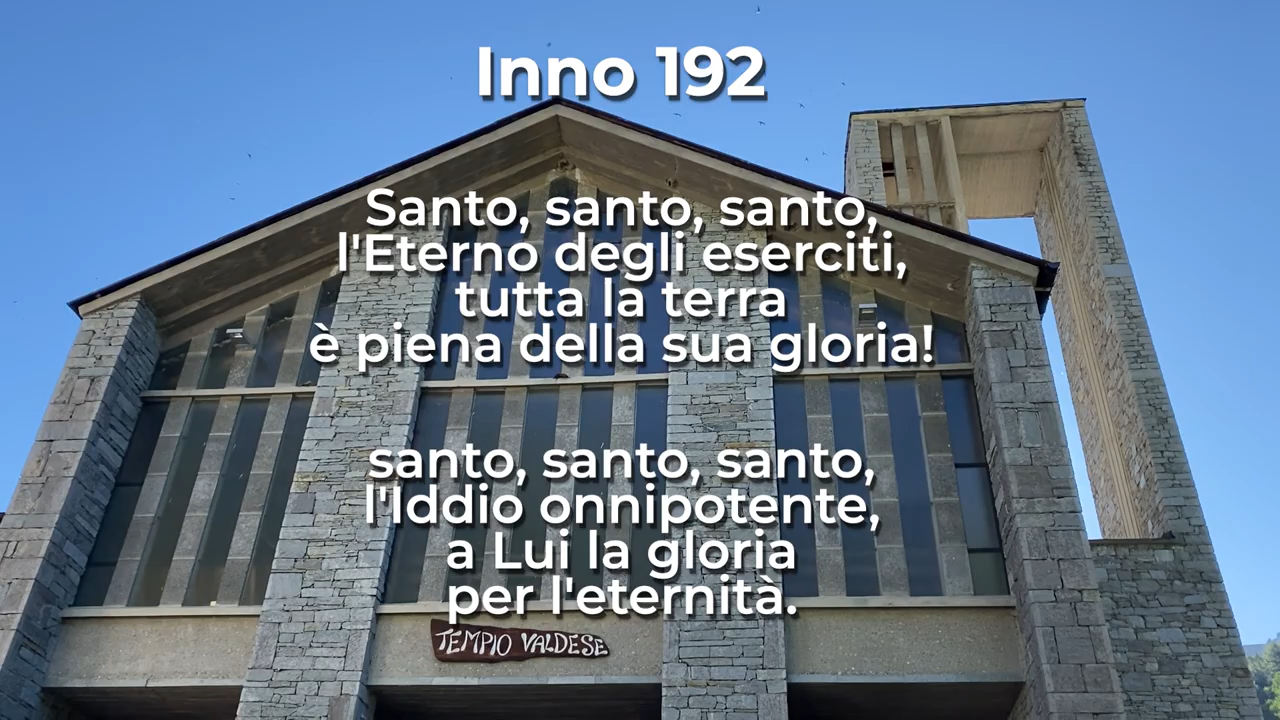 Inno 192
Santo, santo, santo,
l'Eterno degli eserciti,
tutta la terra
è piena della sua gloria!
santo, santo, santo,
l'Iddio onnipotente,
a Lui la gloria
per l'eternità.
TEMPIO VALDESE